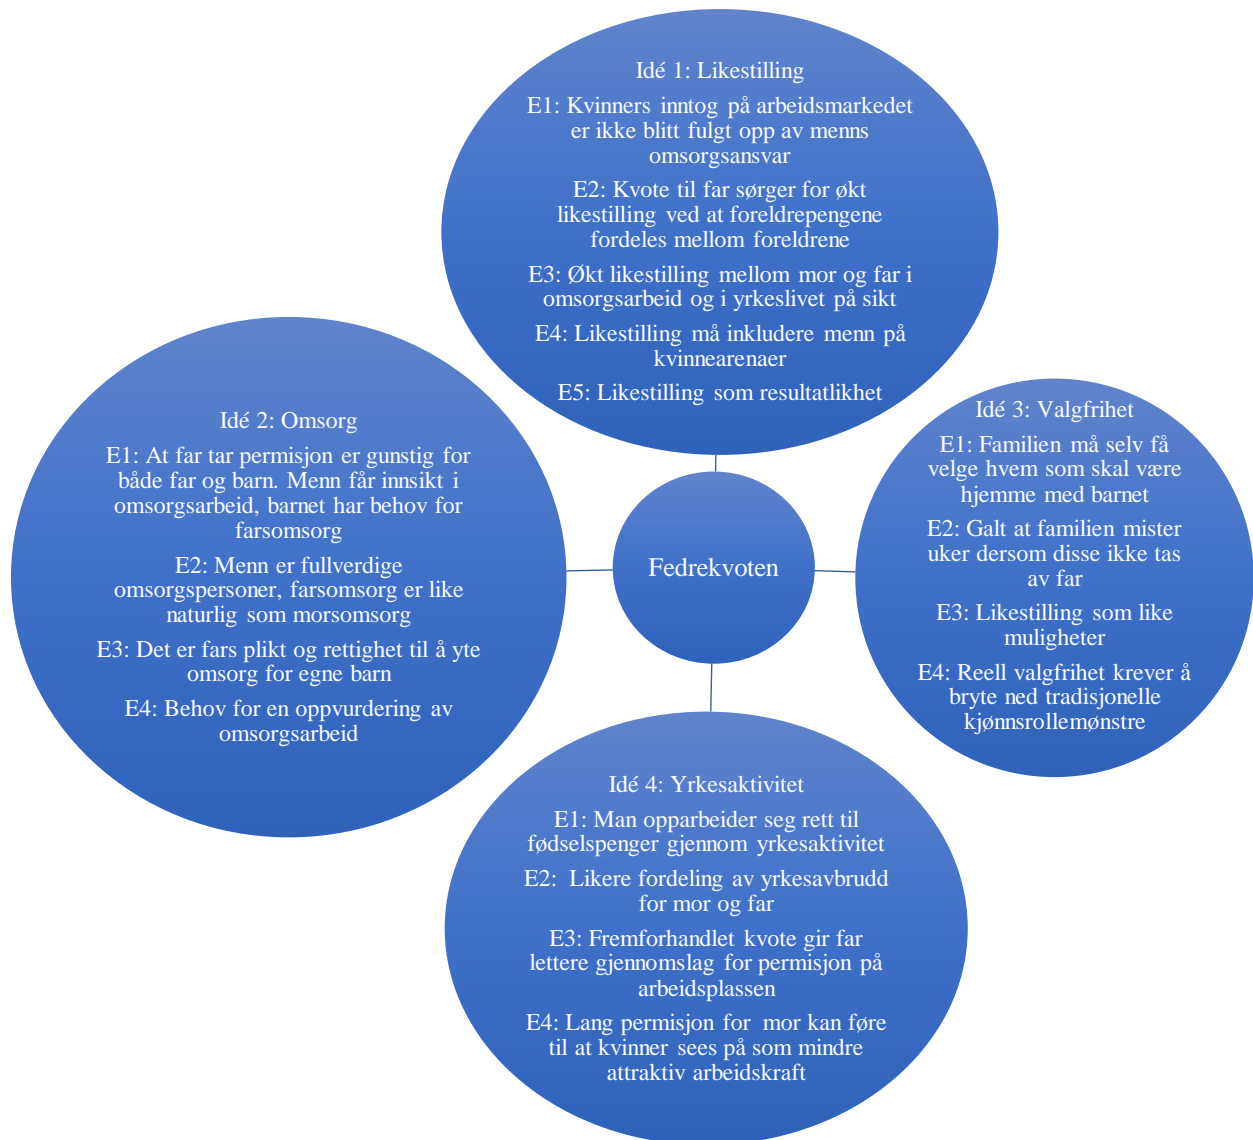 Idé 1: Likestilling
E1: Kvinners inntog på arbeidsmarkedet
er ikke blitt fulgt opp av menns
omsorgsansvar
E2: Kvote til far sørger for økt
likestilling ved at foreldrepengene
fordeles mellom foreldrene
E3: Økt likestilling mellom mor og far i
omsorgsarbeid og i yrkeslivet på sikt
E4: Likestilling må inkludere menn på
kvinnearenaer
E5: Likestilling som resultatlikhet
Idé 2: Omsorg
E1: At far tar permisjon er gunstig for
både far og barn. Menn får innsikt i
omsorgsarbeid, barnet har behov for
farsomsorg
E2: Menn er fullverdige
omsorgspersoner, farsomsorg er like
naturlig som morsomsorg
E3: Det er fars plikt og rettighet til å yte
omsorg for egne barn
E4: Behov for en oppvurdering av
omsorgsarbeid
Fedrekvoten
Idé 3: Valgfrihet
E1: Familien må selv få
velge hvem som skal være
hjemme med barnet
E2: Galt at familien mister
uker dersom disse ikke tas
av far
E3: Likestilling som like
muligheter
E4: Reell valgfrihet krever å
bryte ned tradisjonelle
kjønnsrollemønstre
Idé 4: Yrkesaktivitet
E1: Man opparbeider seg rett til
fødselspenger gjennom yrkesaktivitet
E2: Likere fordeling av yrkesavbrudd
for mor og far
E3: Fremforhandlet kvote gir far
lettere gjennomslag for permisjon på
arbeidsplassen
E4: Lang permisjon for mor kan føre
til at kvinner sees på som mindre
attraktiv arbeidskraft